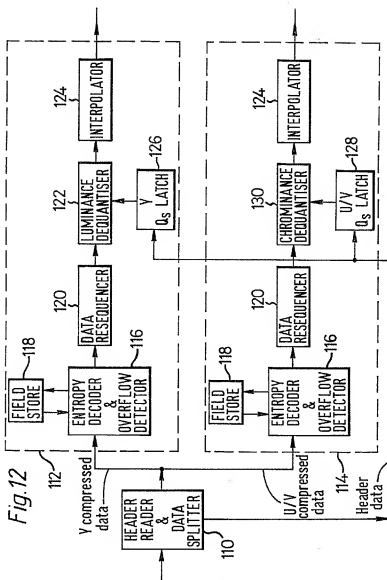 Fig.12
112
118
FIELD
STORE
116
ENTROPY
DECODER
&
OVERFLOW
DETECTOR
120
DATA
RESEQUENCER
122
LUMINANCE
DEQUANTISER
124
INTERPOLATOR
126
Y
Qs LATCH
Y compressed
data
HEADER
READER
&
DATA
SPLITTER
110
U/V
compressed
data
114
Header
data
118
FIELD
STORE
116
ENTROPY
DECODER
&
OVERFLOW
DETECTOR
120
DATA
RESEQUENCER
130
CHROMINANCE
DEQUANTISER
124
INTERPOLATOR
128
U/V
Qs LATCH